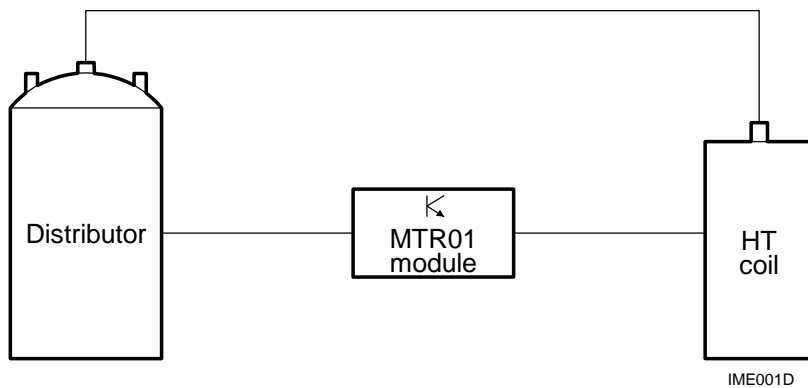 Distributor
MTR01
module
HT
coil
IME001D